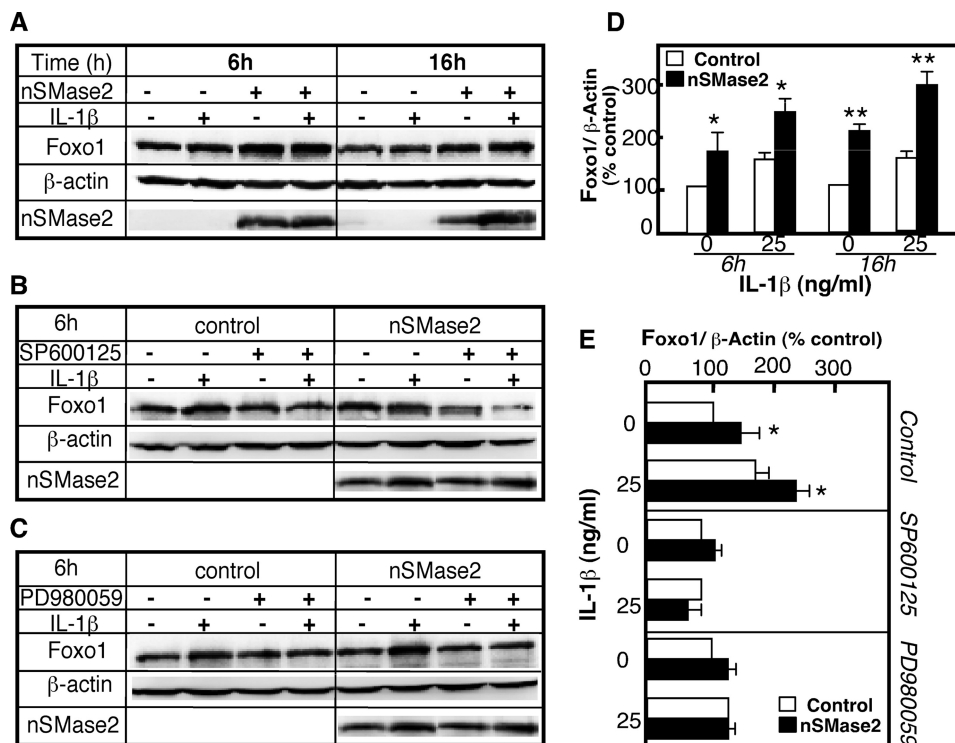 A
Time (h) 6h 16h
nSMase2 - - + + - - + +
IL-1β - + - + - + - +
Foxo1
β-actin
nSMase2
B
6h control nSMase2
SP600125 - - + + - - + +
IL-1β - + - + - + - +
Foxo1
β-actin
nSMase2
C
6h control nSMase2
PD980059 - - + + - - + +
IL-1β - + - + - + - +
Foxo1
β-actin
nSMase2
D
Foxo1/ β-Actin
(% control)
300
200
100
0
Control
nSMase2
* * ** **
0 25 0 25
6h 16h
IL-1β (ng/ml)
E
Foxo1/ β-Actin (% control)
0 100 200 300
IL-1β (ng/ml)
0 *
25 *
Control
0
25
SP600125
0
25
PD980059
Control
nSMase2